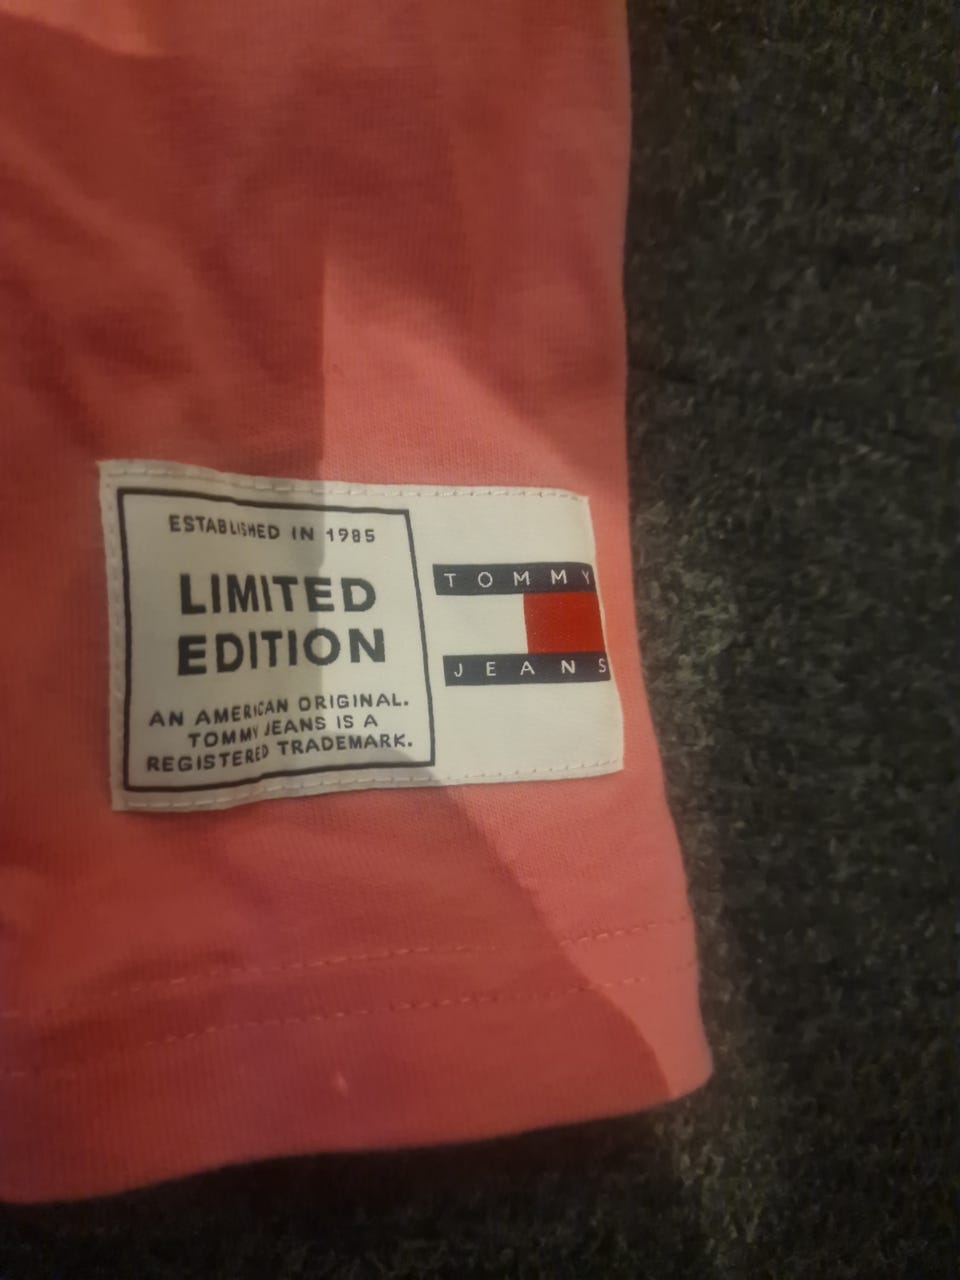 ESTABLISHED IN 1985
LIMITED
EDITION
AN AMERICAN ORIGINAL.
TOMMY JEANS IS A
REGISTERED TRADEMARK.
TOMMY
JEANS